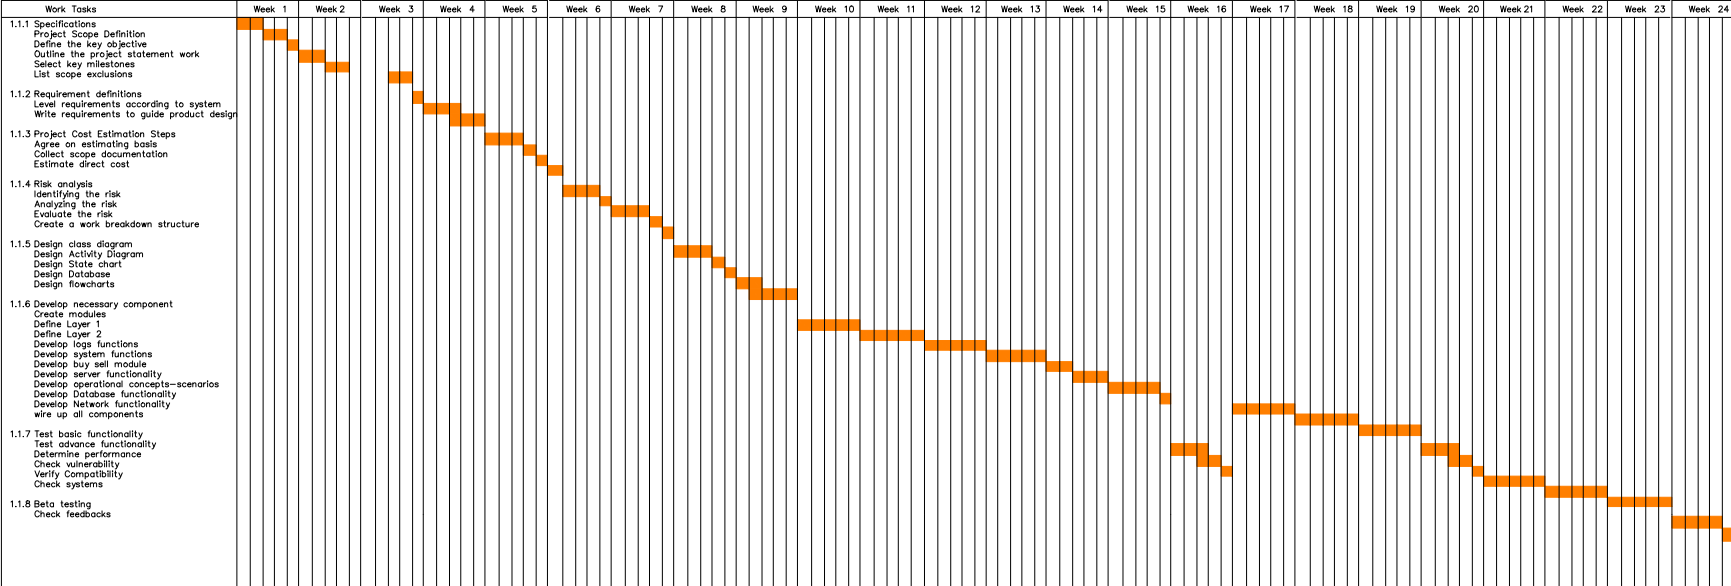 Work Tasks Week 1 Week 2 Week 3 Week 4 Week 5 Week 6 Week 7 Week 8 Week 9 Week 10 Week 11 Week 12 Week 13 Week 14 Week 15 Week 16 Week 17 Week 18 Week 19 Week 20 Week 21 Week 22 Week 23 Week 24
1.1.1 Specifications
Project Scope Definition
Define the key objective
Outline the project statement work
Select key milestones
List scope exclusions
1.1.2 Requirement definitions
Level requirements according to system
Write requirements to guide product design
1.1.3 Project Cost Estimation Steps
Agree on estimating basis
Collect scope documentation
Estimate direct cost
1.1.4 Risk analysis
Identifying the risk
Analyzing the risk
Evaluate the risk
Create a work breakdown structure
1.1.5 Design class diagram
Design Activity Diagram
Design State chart
Design Database
Design flowcharts
1.1.6 Develop necessary component
Create modules
Define Layer 1
Define Layer 2
Develop logs functions
Develop system functions
Develop buy sell module
Develop server functionality
Develop operational concepts-scenarios
Develop Database functionality
Develop Network functionality
wire up all components
1.1.7 Test basic functionality
Test advance functionality
Determine performance
Check vulnerability
Verify Compatibility
Check systems
1.1.8 Beta testing
Check feedbacks